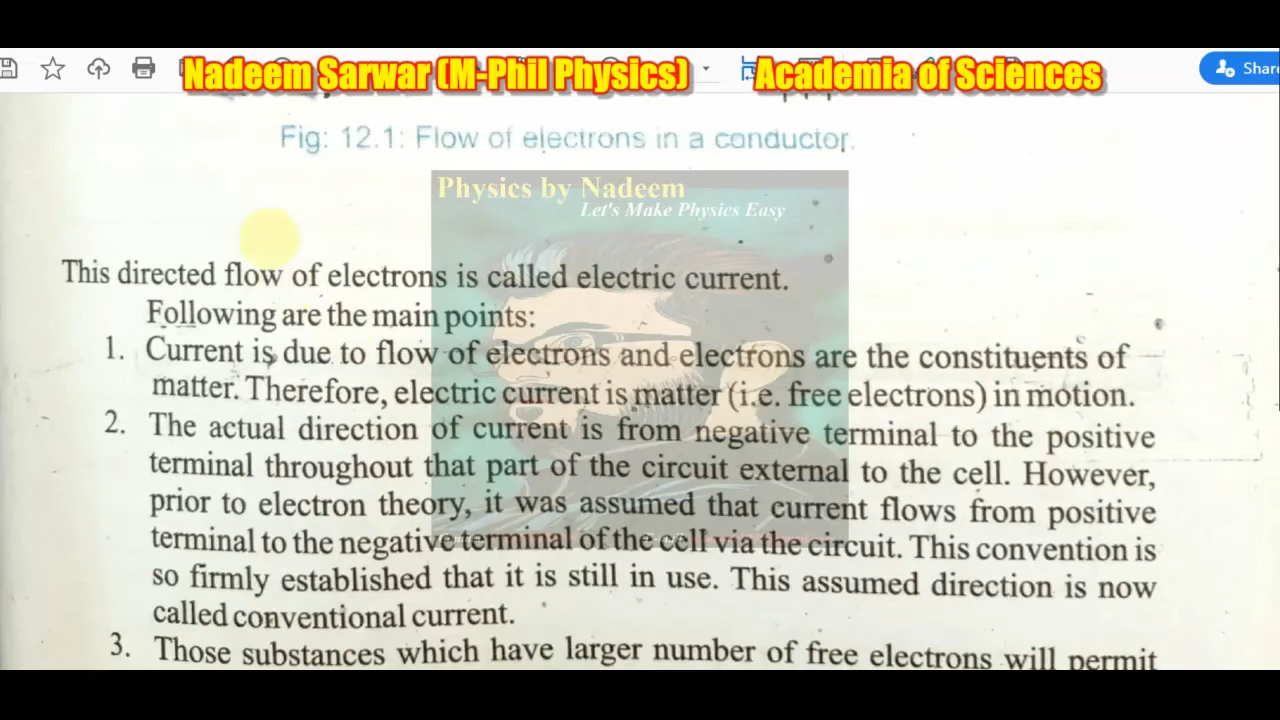 Nadeem Sarwar (M-Phil Physics) Academia of Sciences
Share
Fig: 12.1: Flow of electrons in a conductor.
Physics by Nadeem
Let's Make Physics Easy
This directed flow of electrons is called electric current.
Following are the main points:
1. Current is due to flow of electrons and electrons are the constituents of
matter. Therefore, electric current is matter (i.e. free electrons) in motion.
2. The actual direction of current is from negative terminal to the positive
terminal throughout that part of the circuit external to the cell. However,
prior to electron theory, it was assumed that current flows from positive
terminal to the negative terminal of the cell via the circuit. This convention is
so firmly established that it is still in use. This assumed direction is now
called conventional current.
3. Those substances which have larger number of free electrons will permit